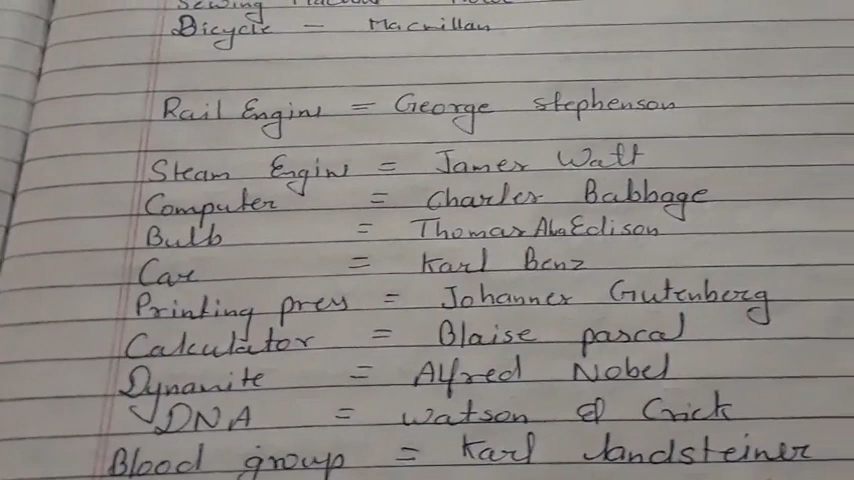 Sewing
Bicycle - Macmillan
Rail Engine = George Stephenson
Steam Engine = James Watt
Computer = Charles Babbage
Bulb = Thomas Alva Edison
Car = Karl Benz
Printing press = Johannes Gutenberg
Calculator = Blaise pascal
Dynamite = Alfred Nobel
DNA = Watson & Crick
Blood group = Karl landsteiner